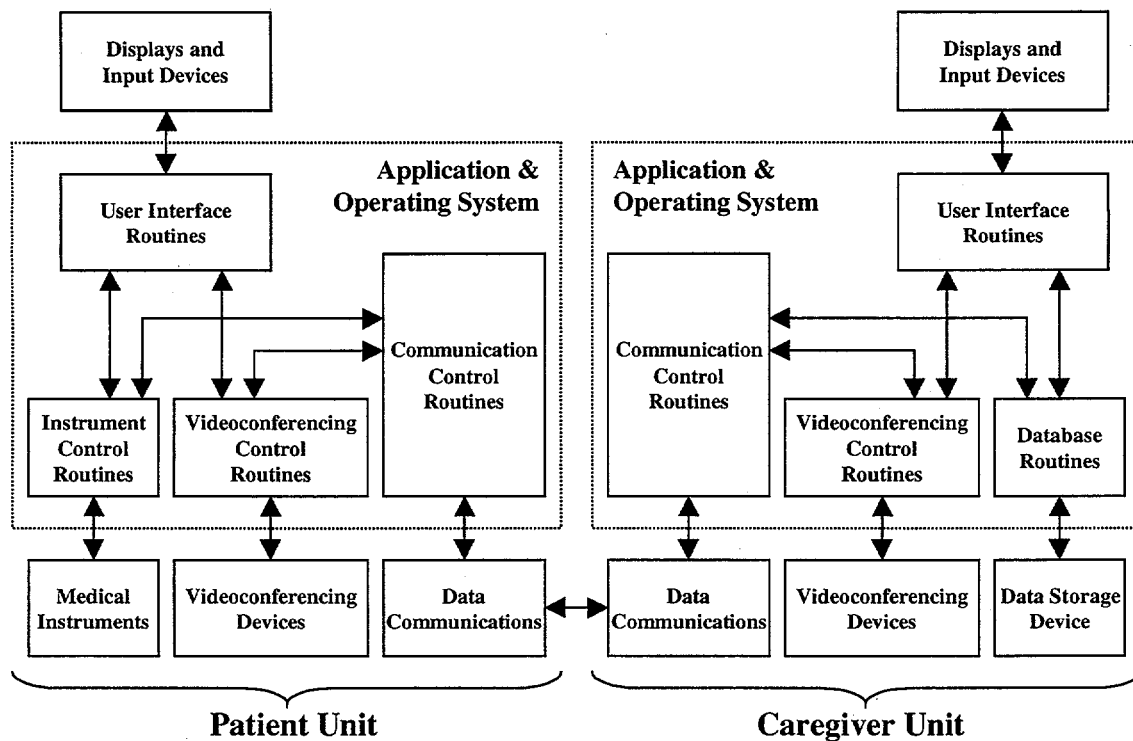 Displays and
Input Devices
Displays and
Input Devices
Application &
Operating System
Application &
Operating System
User Interface
Routines
User Interface
Routines
Communication
Control
Routines
Communication
Control
Routines
Instrument
Control
Routines
Videoconferencing
Control
Routines
Videoconferencing
Control
Routines
Database
Routines
Medical
Instruments
Videoconferencing
Devices
Data
Communications
Data
Communications
Videoconferencing
Devices
Data Storage
Device
Patient Unit
Caregiver Unit